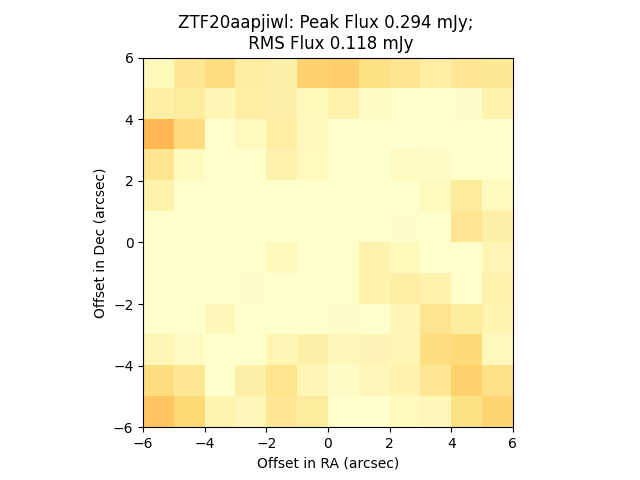 ZTF20aapjiwl: Peak Flux 0.294 mJy;
RMS Flux 0.118 mJy
6
4
2
0
−2
−4
−6
Offset in Dec (arcsec)
−6 −4 −2 0 2 4 6
Offset in RA (arcsec)